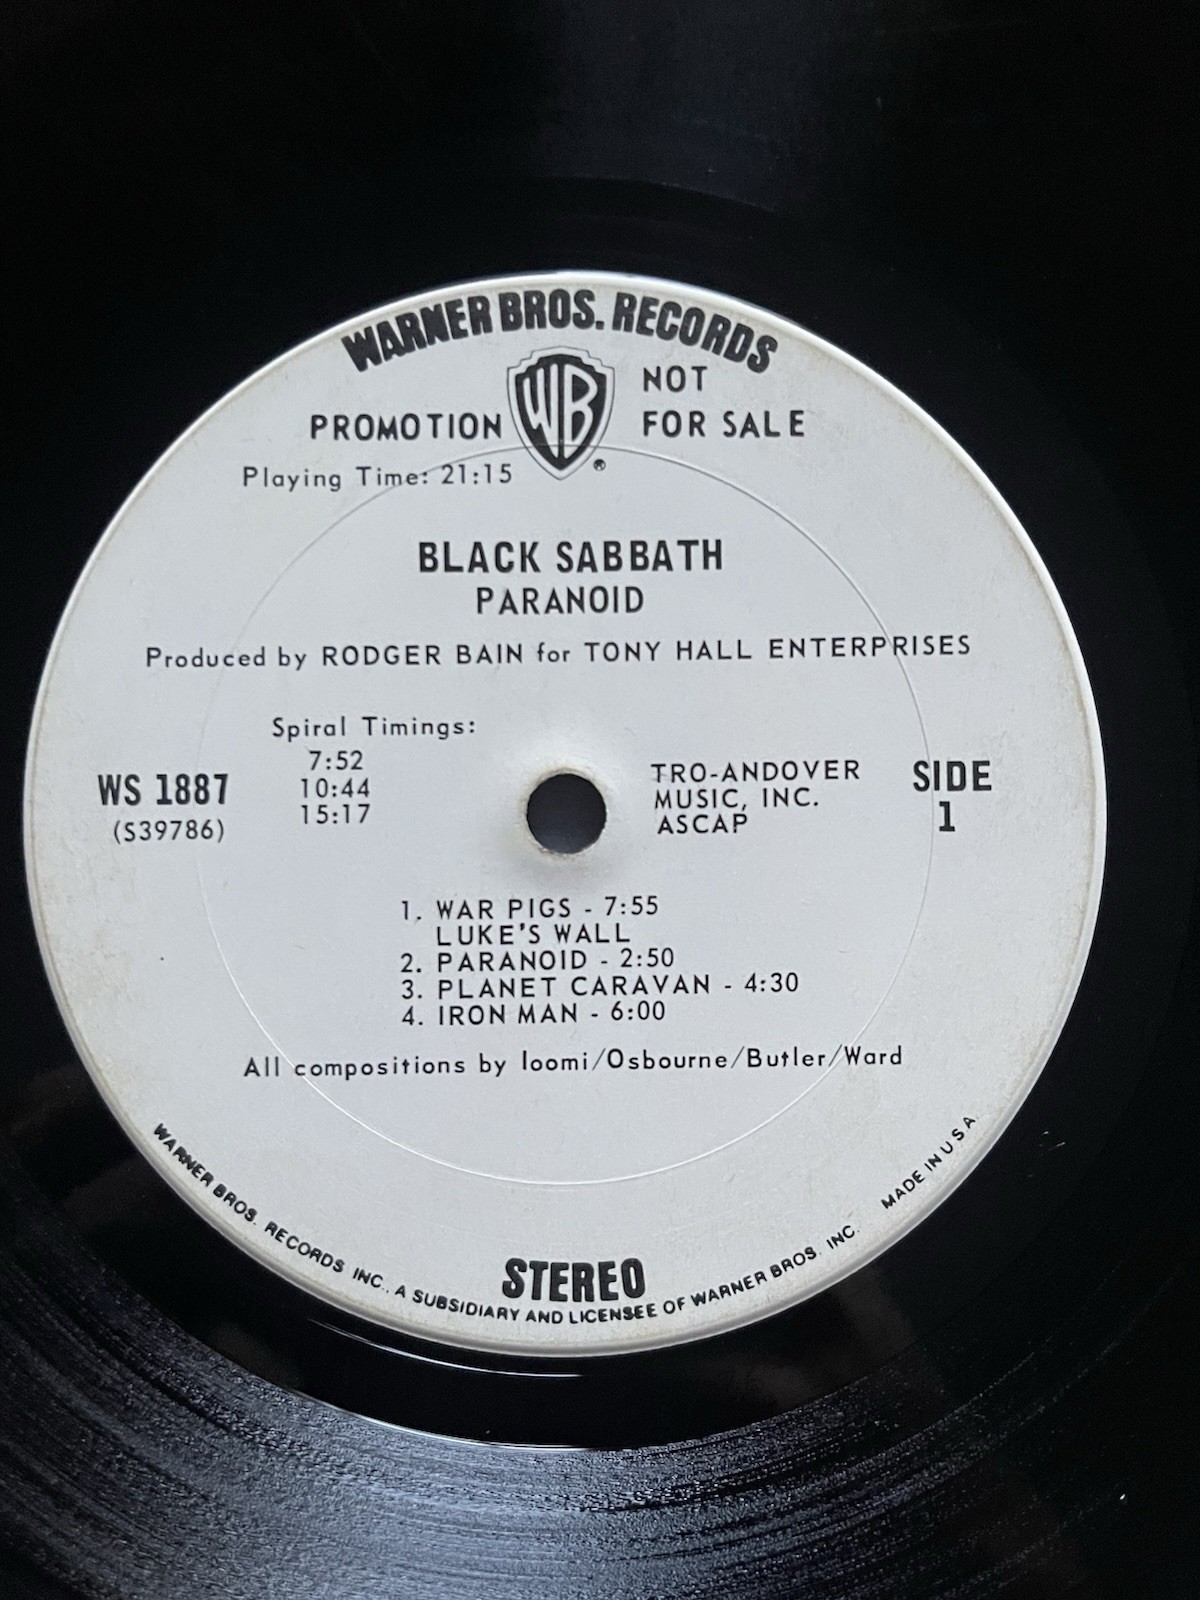 WARNER BROS. RECORDS
WB
®
PROMOTION
NOT
FOR SALE
Playing Time: 21:15
BLACK SABBATH
PARANOID
Produced by RODGER BAIN for TONY HALL ENTERPRISES
Spiral Timings:
7:52
10:44
15:17
WS 1887
(S39786)
TRO-ANDOVER
MUSIC, INC.
ASCAP
SIDE
1
1. WAR PIGS - 7:55
LUKE'S WALL
2. PARANOID - 2:50
3. PLANET CARAVAN - 4:30
4. IRON MAN - 6:00
All compositions by Ioomi/Osbourne/Butler/Ward
STEREO
WARNER BROS. RECORDS INC., A SUBSIDIARY AND LICENSEE OF WARNER BROS. INC. MADE IN U.S.A.